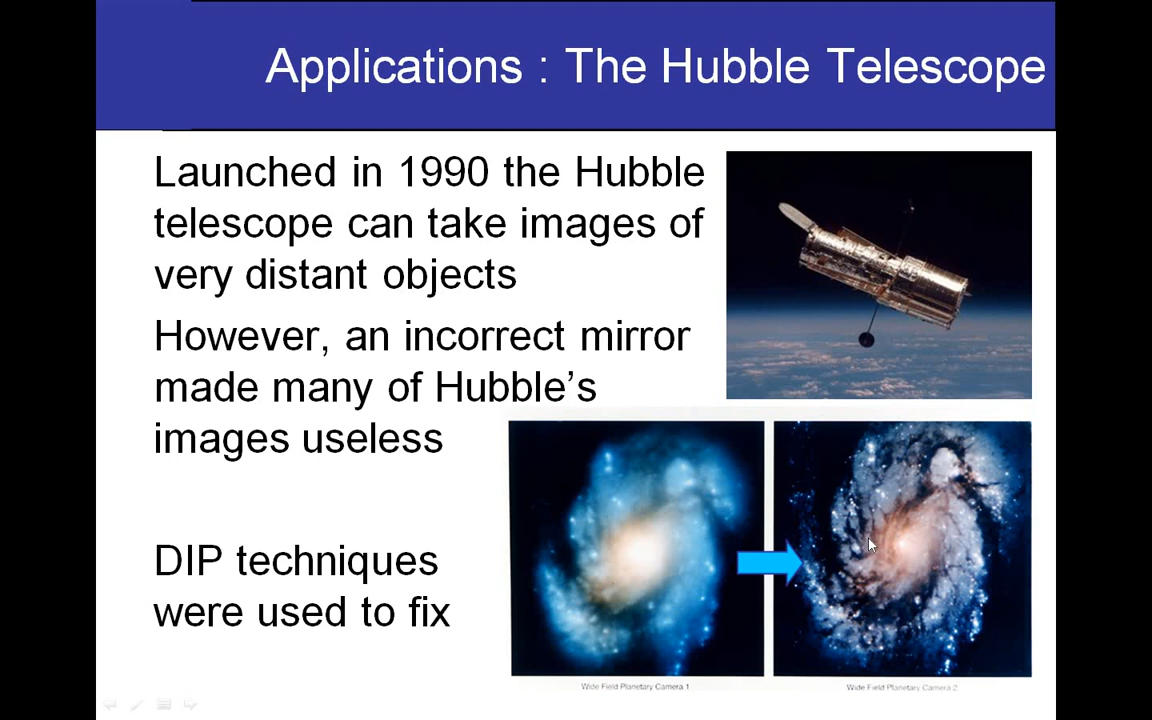 Applications : The Hubble Telescope
Launched in 1990 the Hubble
telescope can take images of
very distant objects
However, an incorrect mirror
made many of Hubble’s
images useless
DIP techniques
were used to fix
Wide Field Planetary Camera 1
Wide Field Planetary Camera 2